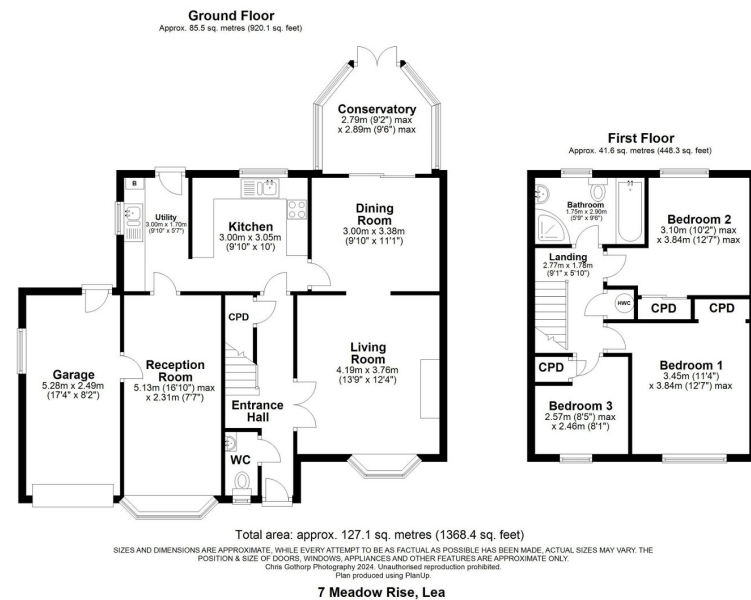 Ground Floor
Approx. 85.5 sq. metres (920.1 sq. feet)
Conservatory
2.79m (9'2") max
x 2.89m (9'6") max
B
Utility
3.00m x 1.70m
(9'10" x 5'7")
Kitchen
3.00m x 3.05m
(9'10" x 10')
Dining
Room
3.00m x 3.38m
(9'10" x 11'1")
Garage
5.28m x 2.49m
(17'4" x 8'2")
Reception
Room
5.13m (16'10") max
x 2.31m (7'7")
CPD
Entrance
Hall
WC
Living
Room
4.19m x 3.76m
(13'9" x 12'4")
First Floor
Approx. 41.6 sq. metres (448.3 sq. feet)
Bathroom
1.75m x 2.90m
(5'9" x 9'6")
Bedroom 2
3.10m (10'2") max
x 3.84m (12'7") max
Landing
2.77m x 1.78m
(9'1" x 5'10")
HWC
CPD
CPD
CPD
Bedroom 1
3.45m (11'4")
x 3.84m (12'7") max
Bedroom 3
2.57m (8'5") max
x 2.46m (8'1")
Total area: approx. 127.1 sq. metres (1368.4 sq. feet)
SIZES AND DIMENSIONS ARE APPROXIMATE, WHILE EVERY ATTEMPT TO BE AS FACTUAL AS POSSIBLE HAS BEEN MADE, ACTUAL SIZES MAY VARY. THE
POSITION & SIZE OF DOORS, WINDOWS, APPLIANCES AND OTHER FEATURES ARE APPROXIMATE ONLY.
Chris Gothorp Photography 2024. Unauthorised reproduction prohibited.
Plan produced using PlanUp.
7 Meadow Rise, Lea